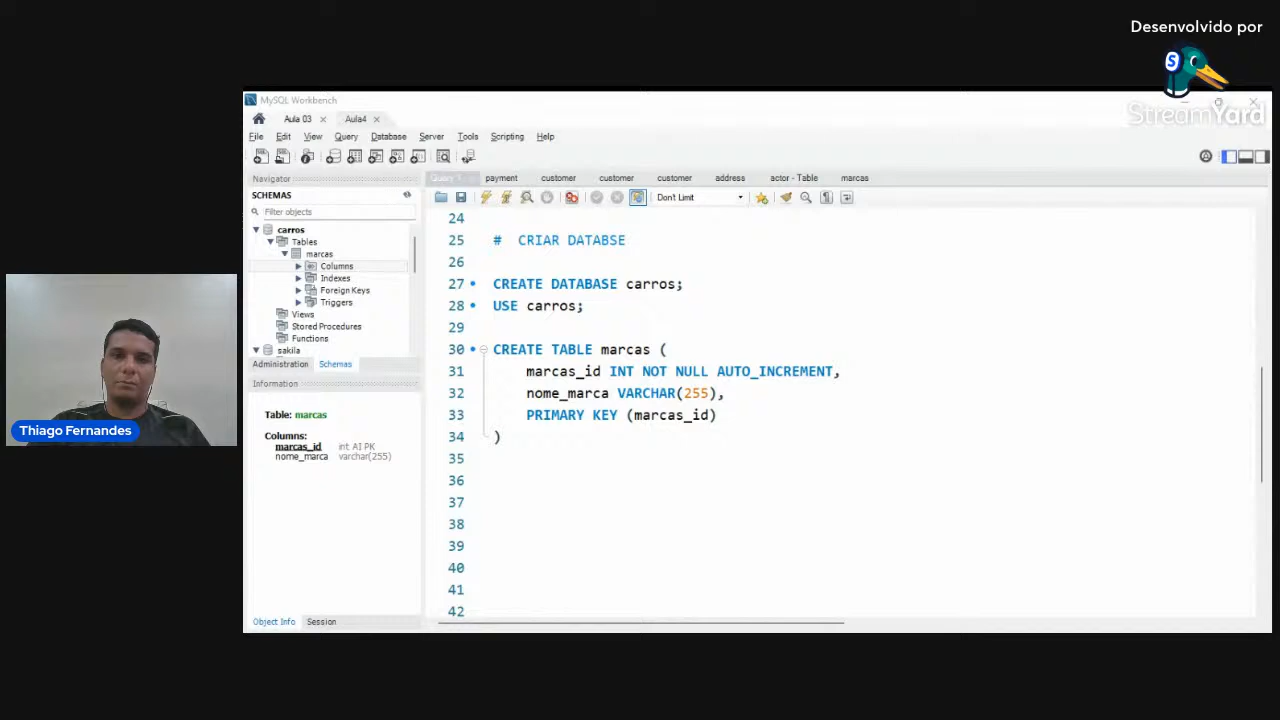 Desenvolvido por
S
StreamYard
MySQL Workbench
Aula 03
Aula4
File Edit View Query Database Server Tools Scripting Help
Navigator
SCHEMAS
Filter objects
carros
Tables
marcas
Columns
Indexes
Foreign Keys
Triggers
Views
Stored Procedures
Functions
sakila
Administration Schemas
Information
Table: marcas
Columns:
marcas_id int AI PK
nome_marca varchar(255)
Object Info Session
Query 1 payment customer customer customer address actor - Table marcas
Don't Limit
24
25 # CRIAR DATABSE
26
27 CREATE DATABASE carros;
28 USE carros;
29
30 CREATE TABLE marcas (
31 marcas_id INT NOT NULL AUTO_INCREMENT,
32 nome_marca VARCHAR(255),
33 PRIMARY KEY (marcas_id)
34 )
35
36
37
38
39
40
41
42
Thiago Fernandes